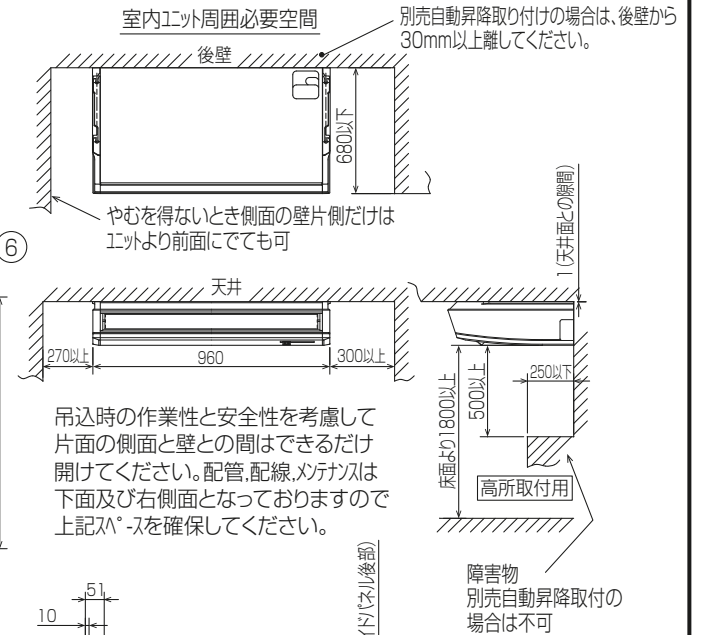 室内ユニット周囲必要空間
別売自動昇降取り付けの場合は、後壁から
30mm以上離してください。
後壁
680以下
やむを得ないとき側面の壁片側だけは
ユニットより前面にでても可
6
1(天井面との隙間)
天井
270以上
960
300以上
250以下
500以上
床面より1800以上
吊込時の作業性と安全性を考慮して
片面の側面と壁との間はできるだけ
開けてください。配管,配線,メンテナンスは
下面及び右側面となっておりますので
上記スペースを確保してください。
高所取付用
障害物
別売自動昇降取付の
場合は不可
51
10
イドパネル後部)